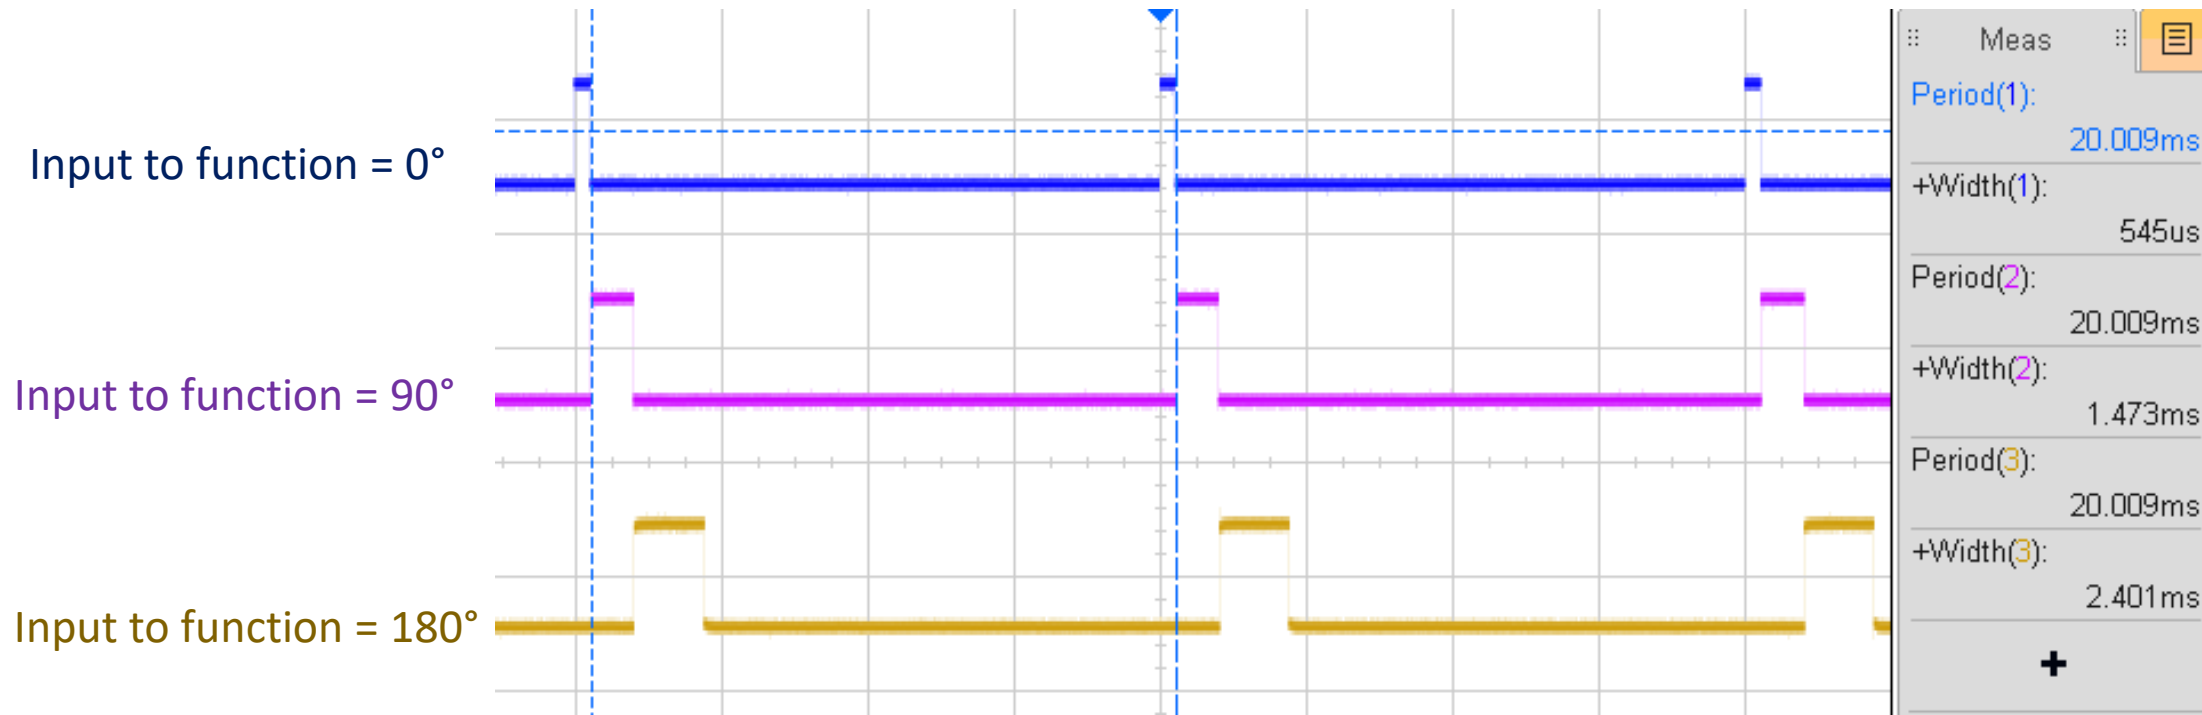 Input to function = 0°
Input to function = 90°
Input to function = 180°
Meas
Period(1):
20.009ms
+Width(1):
545us
Period(2):
20.009ms
+Width(2):
1.473ms
Period(3):
20.009ms
+Width(3):
2.401ms